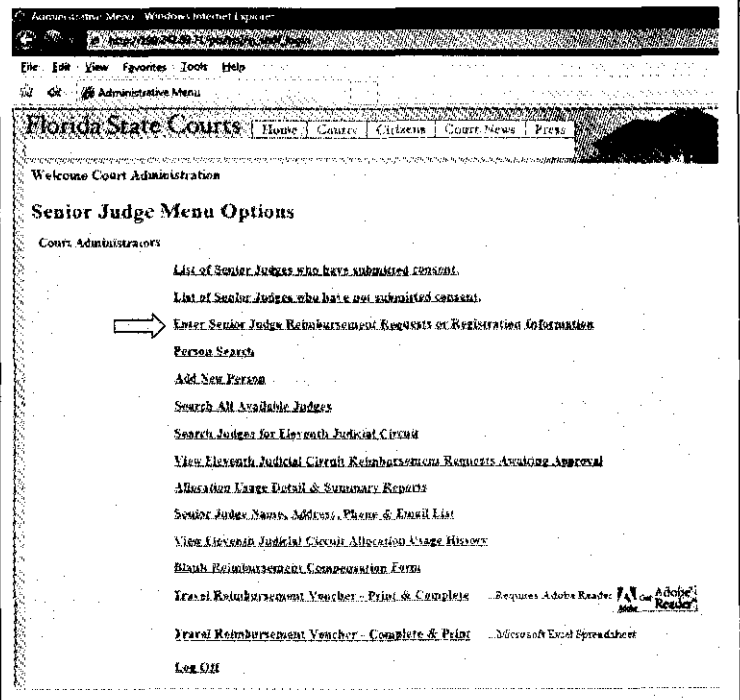 Administrative Menu - Windows Internet Explorer
File Edit View Favorites Tools Help
Administrative Menu
Florida State Courts Home Courts Citizens Court News Press
Welcome Court Administration
Senior Judge Menu Options
Court Administrators
List of Senior Judges who have submitted consent.
List of Senior Judges who have not submitted consent.
Enter Senior Judge Reimbursement Requests or Registration Information
Person Search
Add New Person
Search All Available Judges
Search Judges for Eleventh Judicial Circuit
View Eleventh Judicial Circuit Reimbursement Requests Awaiting Approval
Allocation Usage Detail & Summary Reports
Senior Judge Name, Address, Phone & Email List
View Eleventh Judicial Circuit Allocation Usage History
Blank Reimbursement Compensation Form
Travel Reimbursement Voucher - Print & Complete ...Requires Adobe Reader Adobe Get Adobe Reader
Travel Reimbursement Voucher - Complete & Print ...Microsoft Excel Spreadsheet
Log Off